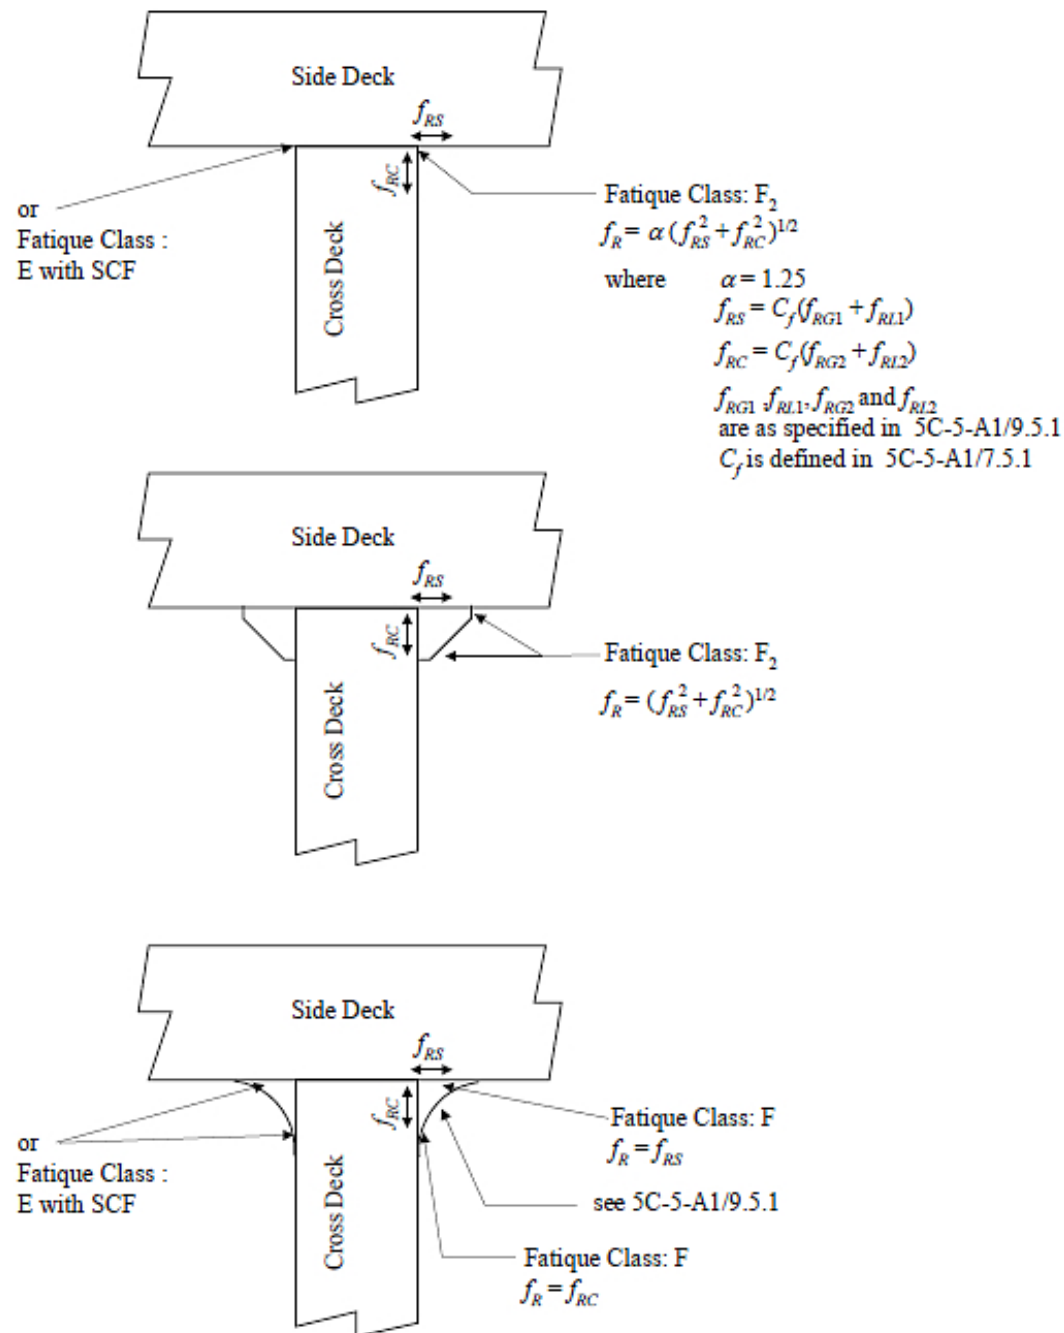 Side Deck
f_RS
f_RC
Cross Deck
or
Fatique Class :
E with SCF
Fatique Class: F₂
f_R = α (f_RS² + f_RC²)^1/2
where α = 1.25
f_RS = C_f(f_RG1 + f_RL1)
f_RC = C_f(f_RG2 + f_RL2)
f_RG1, f_RL1, f_RG2 and f_RL2
are as specified in 5C-5-A1/9.5.1
C_f is defined in 5C-5-A1/7.5.1
Side Deck
f_RS
f_RC
Cross Deck
Fatique Class: F₂
f_R = (f_RS² + f_RC²)^1/2
Side Deck
f_RS
f_RC
Cross Deck
or
Fatique Class :
E with SCF
Fatique Class: F
f_R = f_RS
see 5C-5-A1/9.5.1
Fatique Class: F
f_R = f_RC